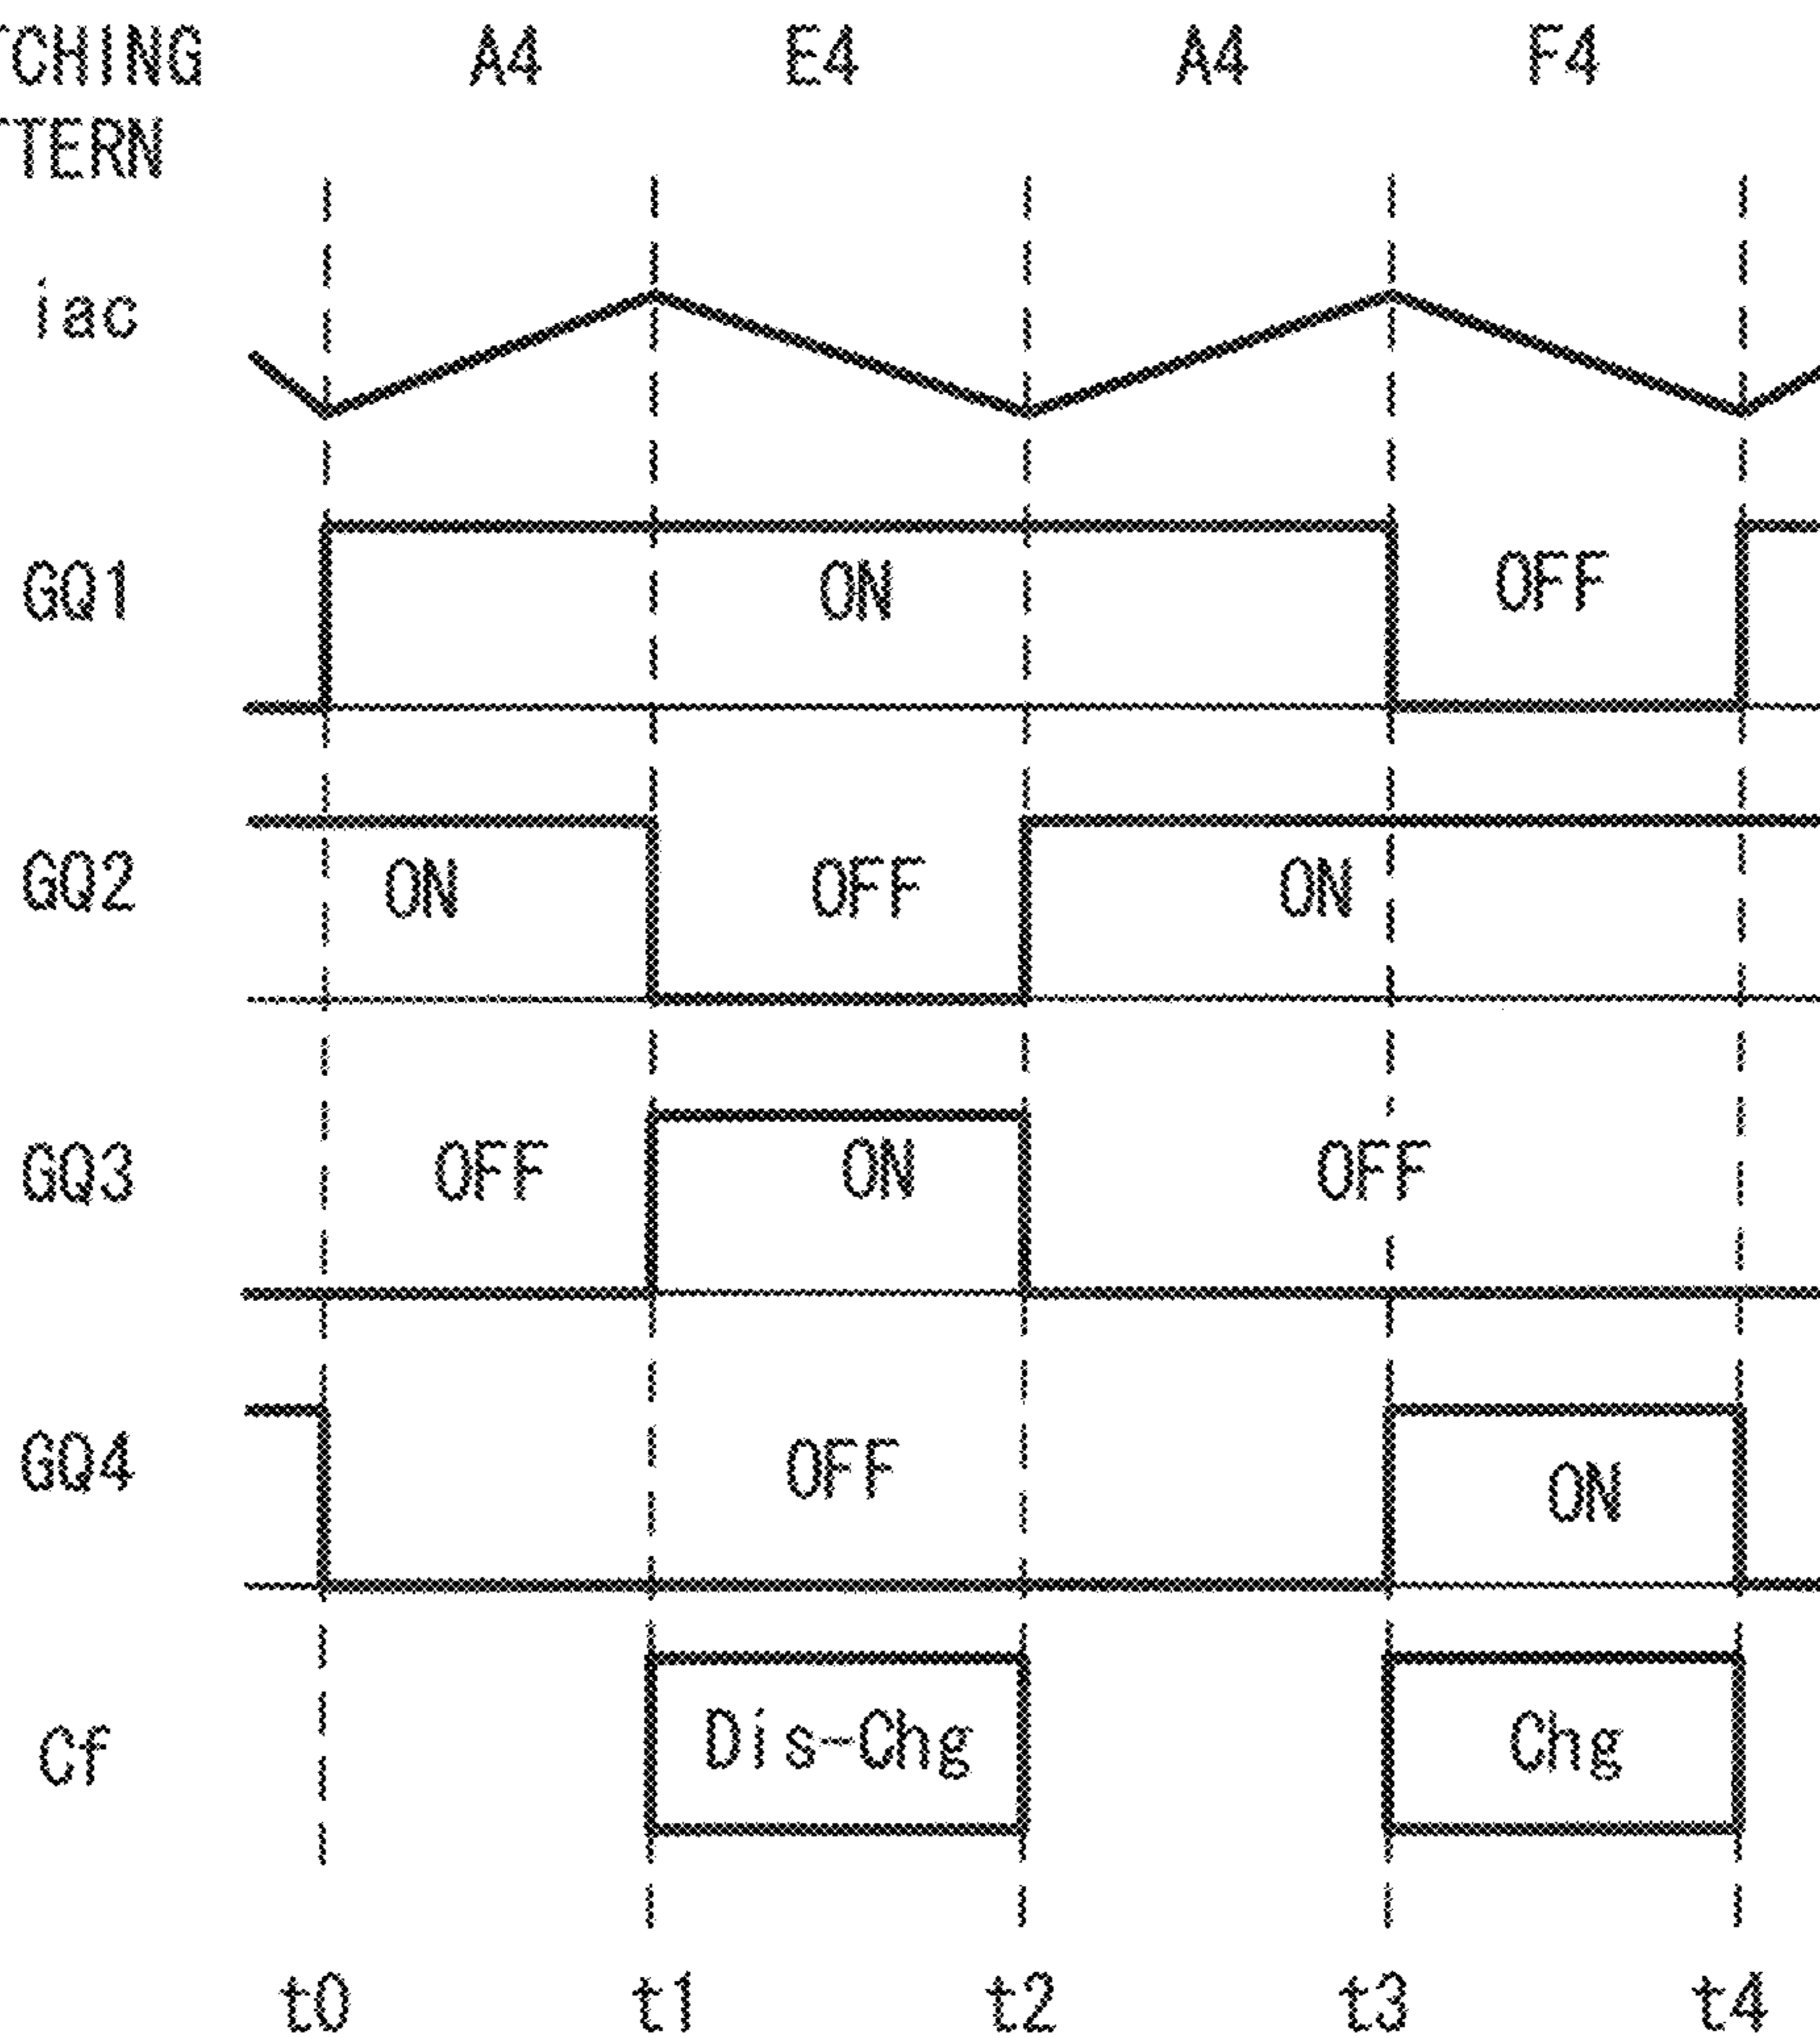 TCHING A4 E4 A4 F4
TTERN
iac
GQ1 ON OFF
GQ2 ON OFF ON
GQ3 OFF ON OFF
GQ4 OFF ON
Cf Dis-Chg Chg
t0 t1 t2 t3 t4